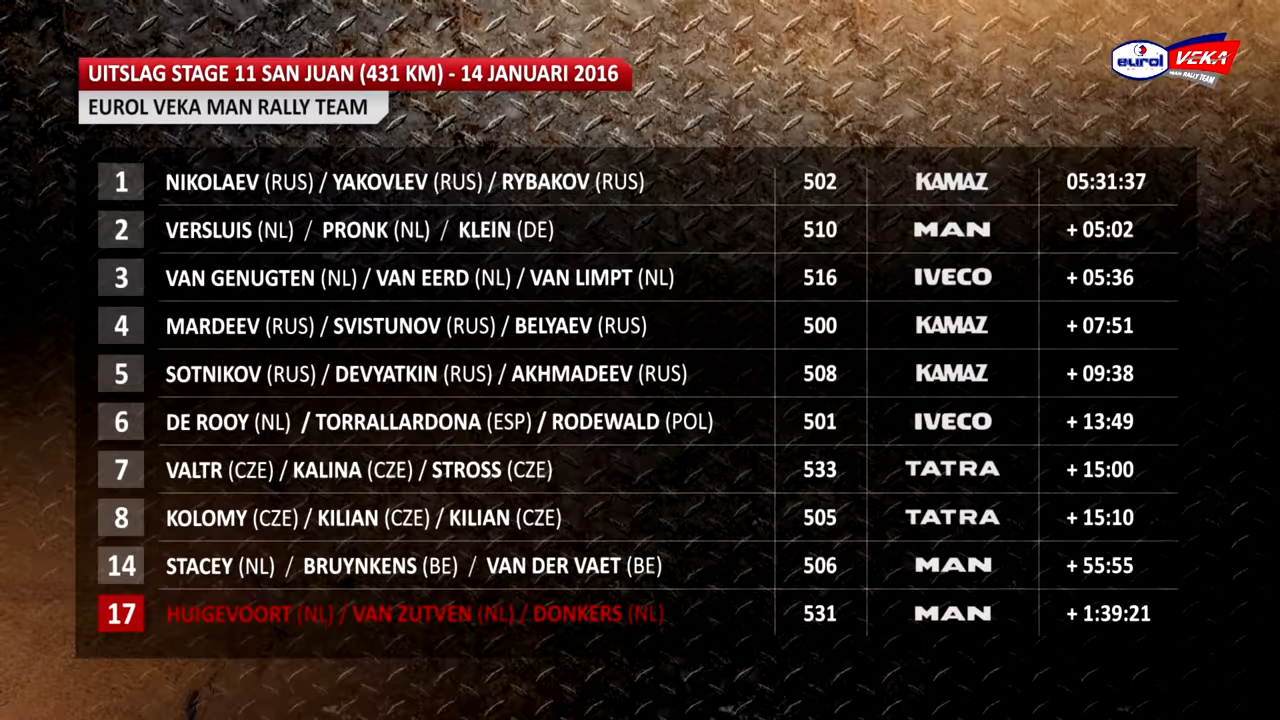 UITSLAG STAGE 11 SAN JUAN (431 KM) - 14 JANUARI 2016
EUROL VEKA MAN RALLY TEAM
eurol VEKA
MAN RALLY TEAM
1 NIKOLAEV (RUS) / YAKOVLEV (RUS) / RYBAKOV (RUS) 502 KAMAZ 05:31:37
2 VERSLUIS (NL) / PRONK (NL) / KLEIN (DE) 510 MAN + 05:02
3 VAN GENUGTEN (NL) / VAN EERD (NL) / VAN LIMPT (NL) 516 IVECO + 05:36
4 MARDEEV (RUS) / SVISTUNOV (RUS) / BELYAEV (RUS) 500 KAMAZ + 07:51
5 SOTNIKOV (RUS) / DEVYATKIN (RUS) / AKHMADEEV (RUS) 508 KAMAZ + 09:38
6 DE ROOY (NL) / TORRALLARDONA (ESP) / RODEWALD (POL) 501 IVECO + 13:49
7 VALTR (CZE) / KALINA (CZE) / STROSS (CZE) 533 TATRA + 15:00
8 KOLOMY (CZE) / KILIAN (CZE) / KILIAN (CZE) 505 TATRA + 15:10
14 STACEY (NL) / BRUYNKENS (BE) / VAN DER VAET (BE) 506 MAN + 55:55
17 HUIGEVOORT (NL) / VAN ZUTVEN (NL) / DONKERS (NL) 531 MAN + 1:39:21